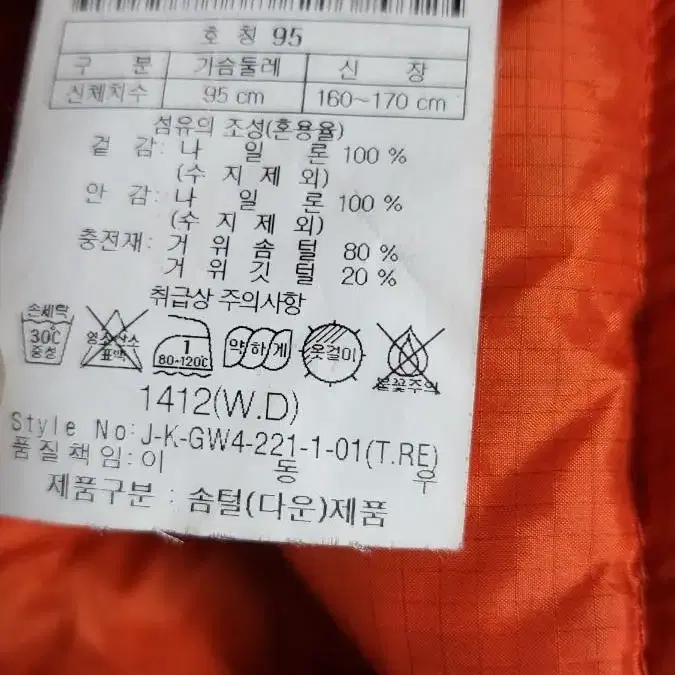 호 칭 95
구 분 가슴둘레 신 장
신체치수 95 cm 160~170 cm
섬유의 조성(혼용율)
겉 감: 나 일 론 100 %
(수 지 제 외)
안 감: 나 일 론 100 %
(수 지 제 외)
충전재: 거 위 솜 털 80 %
거 위 깃 털 20 %
취급상 주의사항
손세탁 30℃ 중성 염소산소 표백 1 80~120℃ 약하게 옷걸이 불꽃주의
1412(W.D)
Style No: J-K-GW4-221-1-01(T.RE)
품질책임: 이 동 우
제품구분 : 솜털(다운)제품